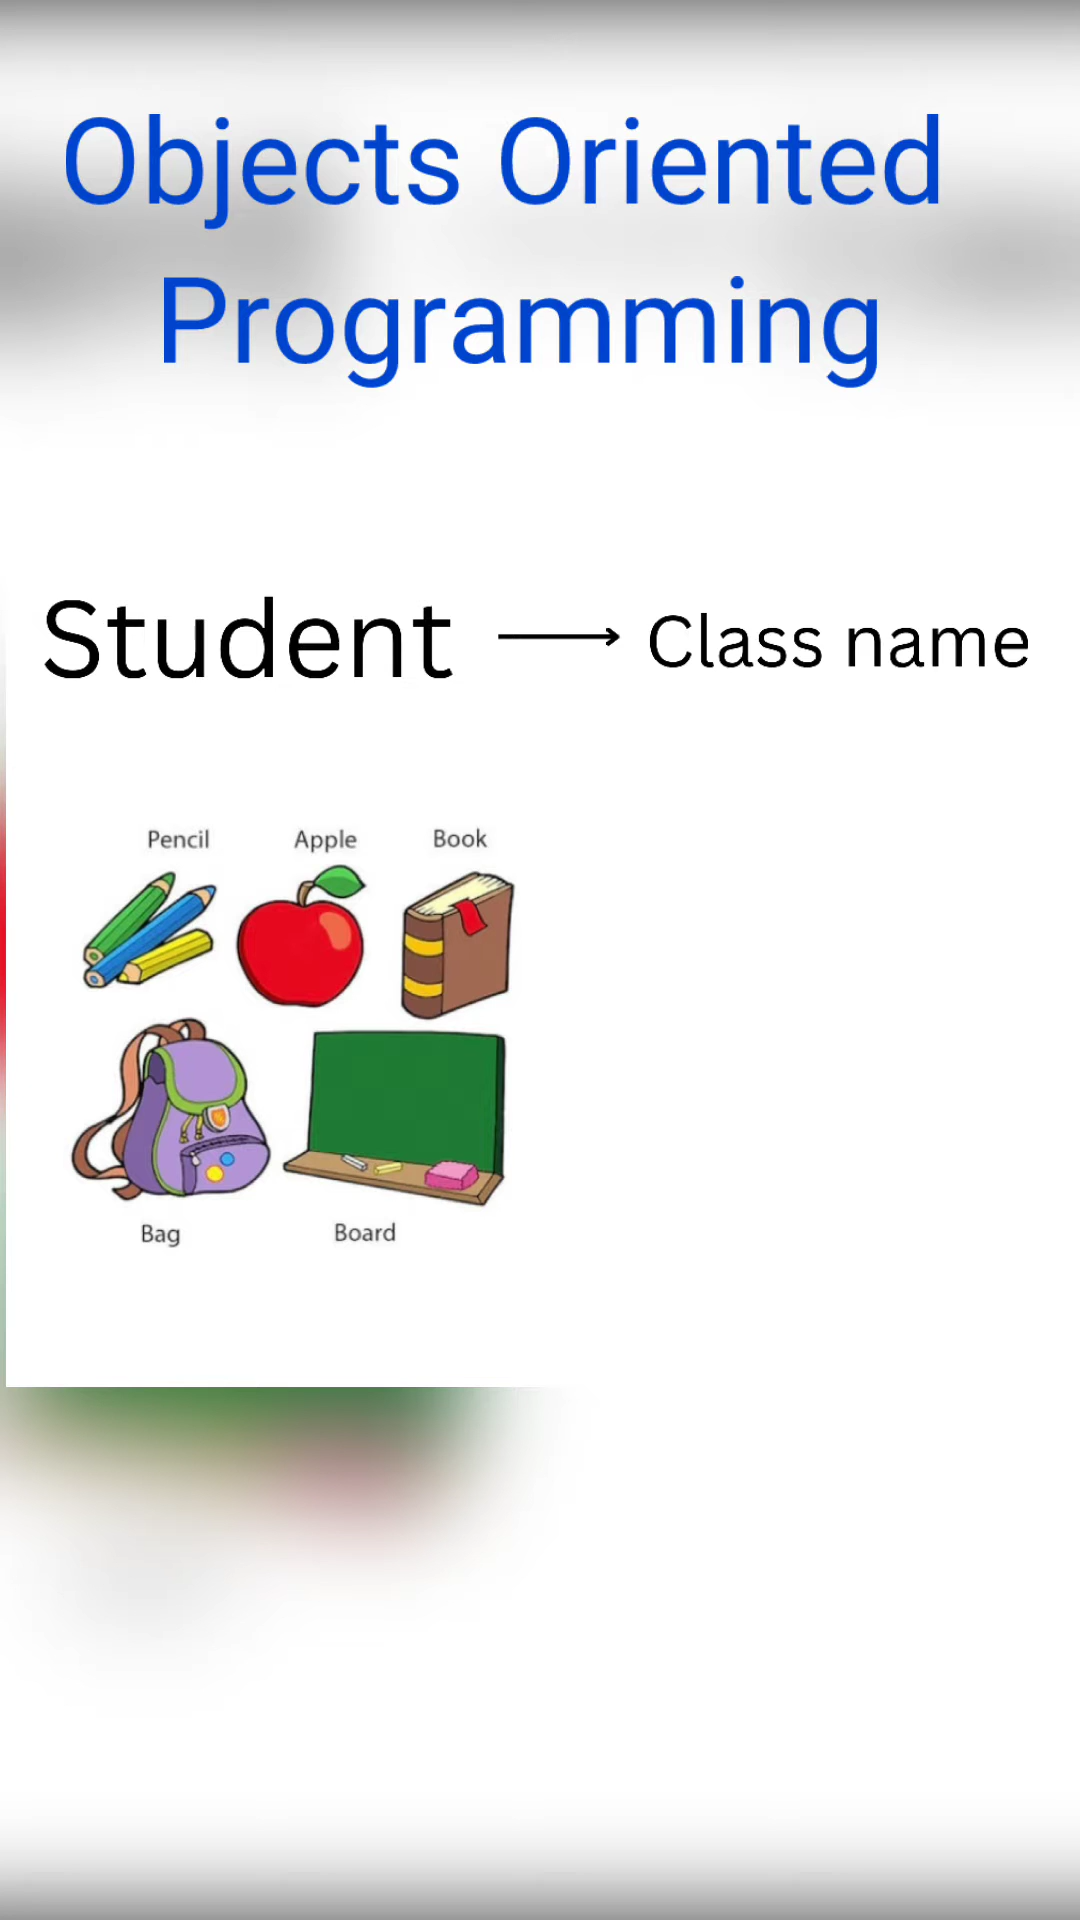 Objects Oriented
Programming
Student → Class name
Pencil Apple Book
Bag Board